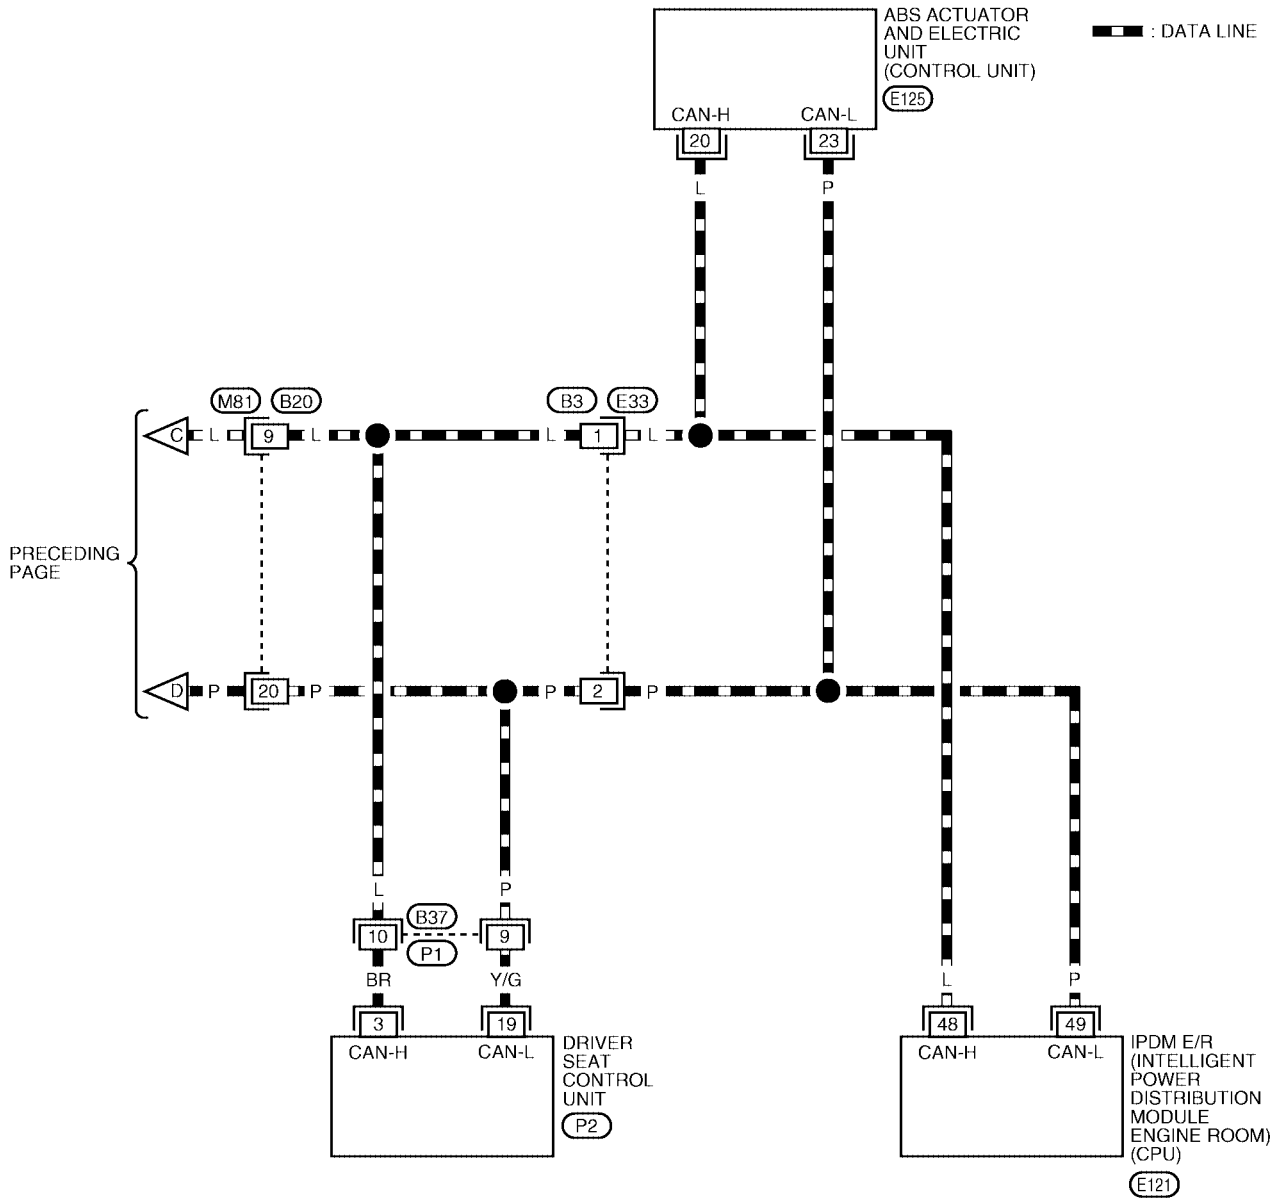 ABS ACTUATOR
AND ELECTRIC
UNIT
(CONTROL UNIT)
E125
: DATA LINE
CAN-H CAN-L
20 23
L P
M81 B20 B3 E33
C L 9 L L 1 L
PRECEDING
PAGE
D P 20 P P 2 P
L P
B37
10 9
P1
BR Y/G
L P
3 19
48 49
CAN-H CAN-L
DRIVER
SEAT
CONTROL
UNIT
P2
CAN-H CAN-L
IPDM E/R
(INTELLIGENT
POWER
DISTRIBUTION
MODULE
ENGINE ROOM)
(CPU)
E121